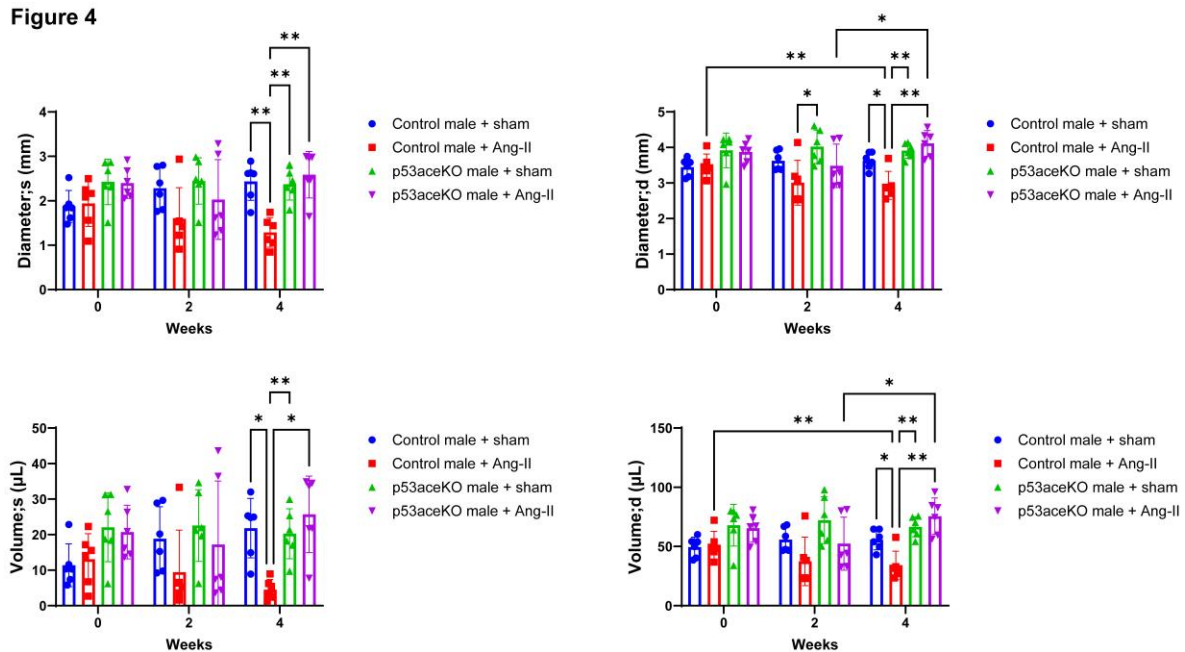 Figure 4
**
**
**
4
3
2
1
0
Diameter;s (mm)
0
2
4
Weeks
Control male + sham
Control male + Ang-II
p53aceKO male + sham
p53aceKO male + Ang-II
*
**
**
*
*
**
5
4
3
2
1
0
Diameter;d (mm)
0
2
4
Weeks
Control male + sham
Control male + Ang-II
p53aceKO male + sham
p53aceKO male + Ang-II
**
*
*
50
40
30
20
10
0
Volume;s (µL)
0
2
4
Weeks
Control male + sham
Control male + Ang-II
p53aceKO male + sham
p53aceKO male + Ang-II
*
**
**
*
**
150
100
50
0
Volume;d (µL)
0
2
4
Weeks
Control male + sham
Control male + Ang-II
p53aceKO male + sham
p53aceKO male + Ang-II